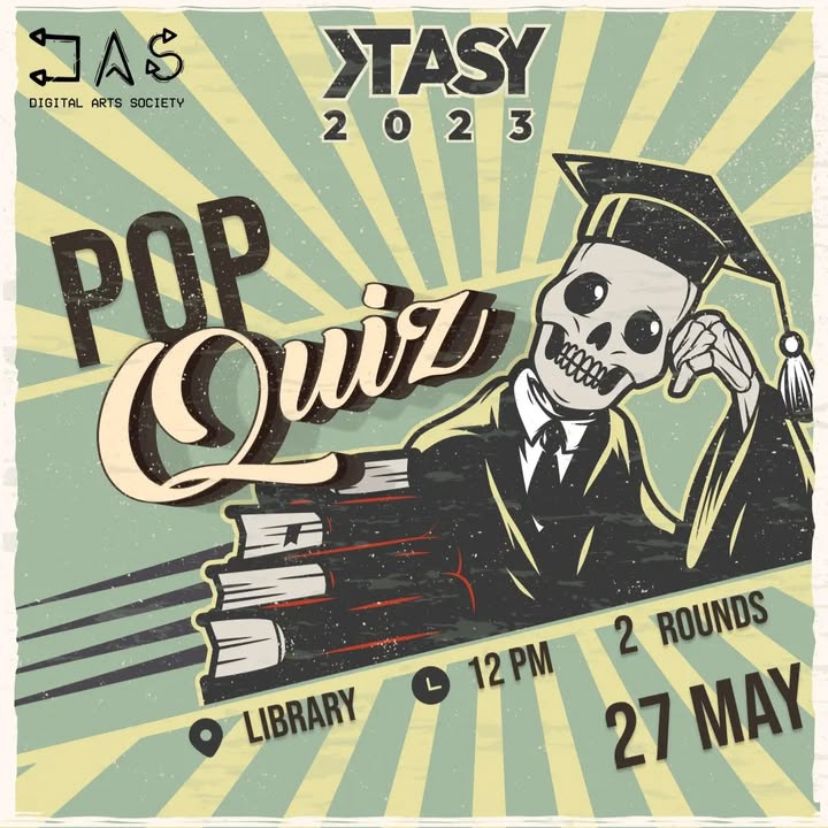 DAS
DIGITAL ARTS SOCIETY
XTASY
2023
POP
Quiz
LIBRARY
12 PM
2 ROUNDS
27 MAY